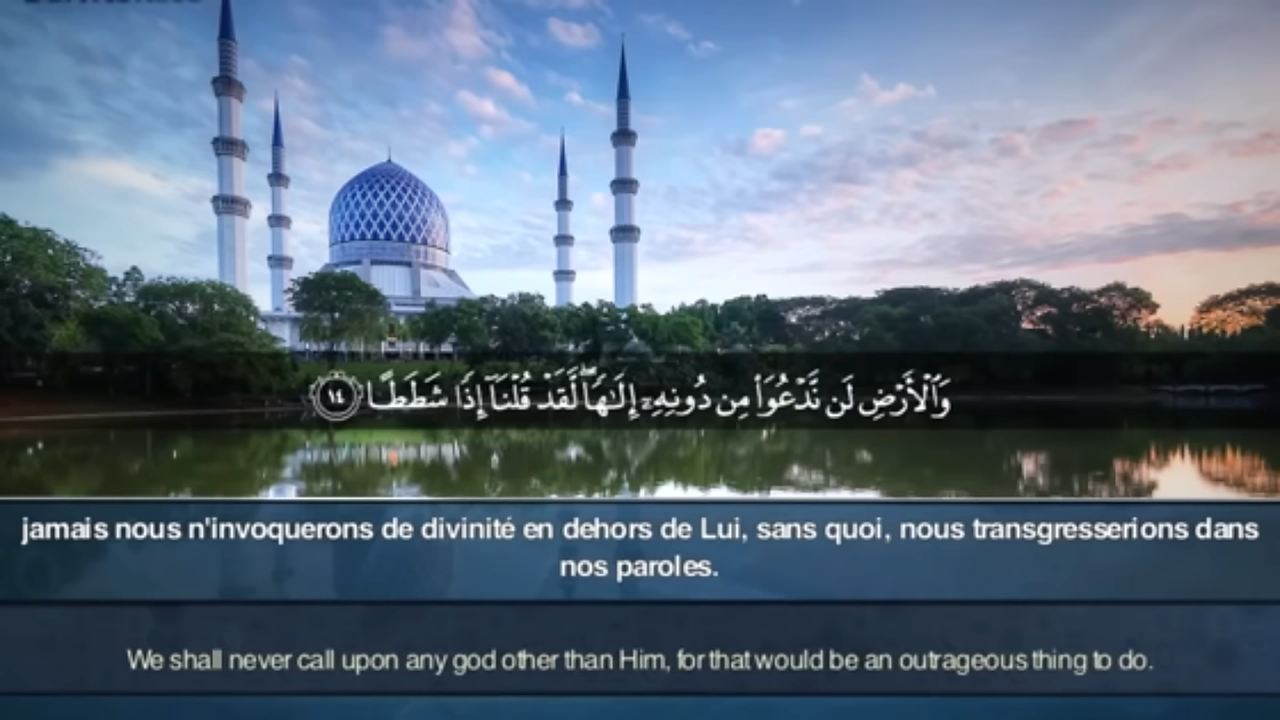 وَٱلْأَرْضِ لَن نَّدْعُوَا۟ مِن دُونِهِۦٓ إِلَـٰهًا ۖ لَّقَدْ قُلْنَآ إِذًا شَطَطًا ١٤
jamais nous n'invoquerons de divinité en dehors de Lui, sans quoi, nous transgresserions dans
nos paroles.
We shall never call upon any god other than Him, for that would be an outrageous thing to do.